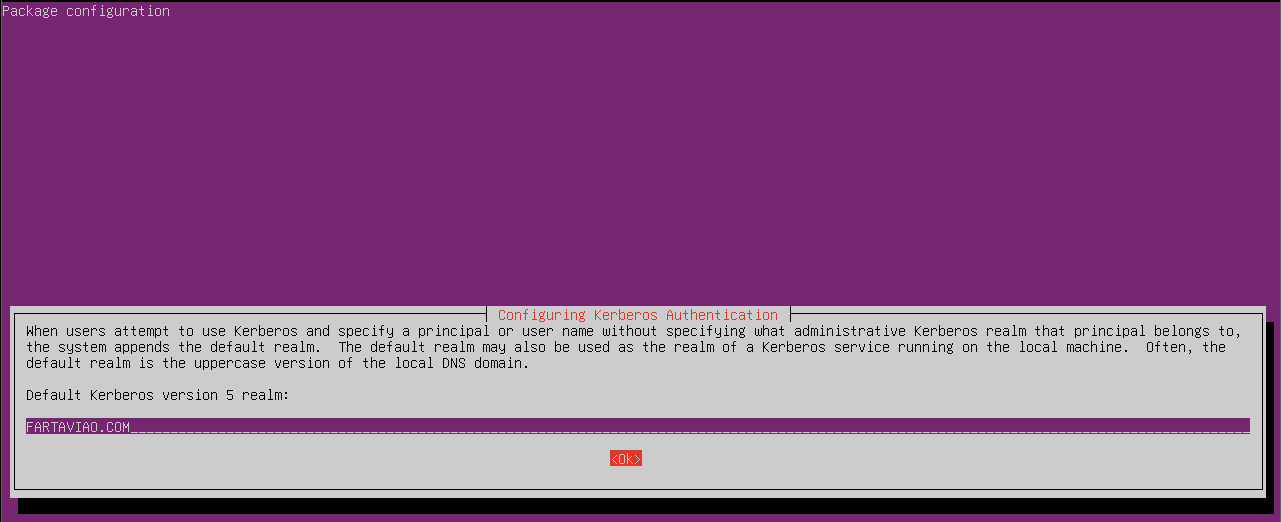 Package configuration
Configuring Kerberos Authentication
When users attempt to use Kerberos and specify a principal or user name without specifying what administrative Kerberos realm that principal belongs to,
the system appends the default realm.  The default realm may also be used as the realm of a Kerberos service running on the local machine.  Often, the
default realm is the uppercase version of the local DNS domain.
Default Kerberos version 5 realm:
FARTAVIAO.COM
<Ok>